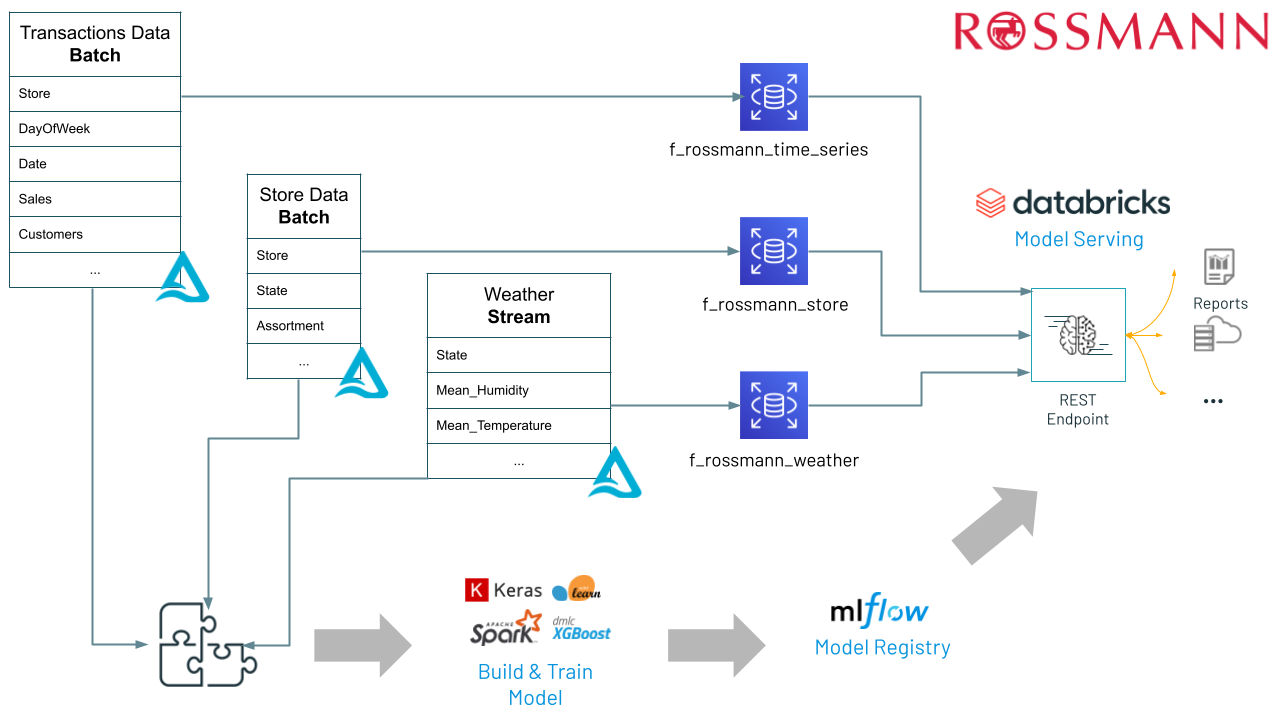 Transactions Data
Batch
Store
DayOfWeek
Date
Sales
Customers
...
Store Data
Batch
Store
State
Assortment
...
Weather
Stream
State
Mean_Humidity
Mean_Temperature
...
f_rossmann_time_series
f_rossmann_store
f_rossmann_weather
ROSSMANN
databricks
Model Serving
REST
Endpoint
Reports
...
K Keras
learn
APACHE
Spark
dmlc
XGBoost
Build & Train
Model
mlflow
Model Registry